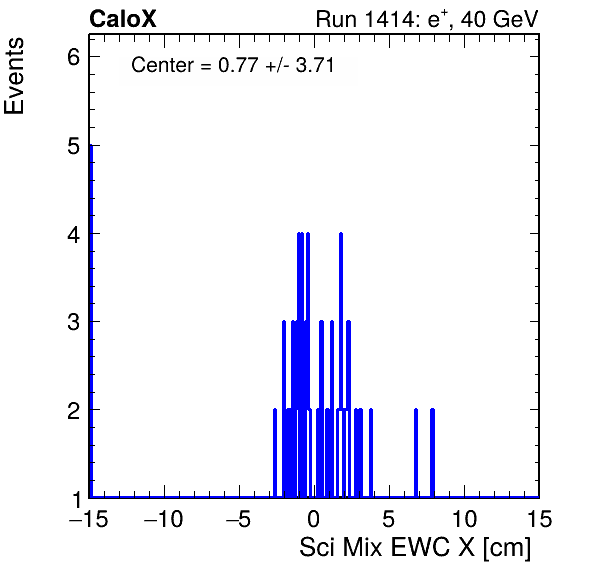 CaloX
Run 1414: e+, 40 GeV
Events
Center = 0.77 +/- 3.71
6
5
4
3
2
1
−15 −10 −5 0 5 10 15
Sci Mix EWC X [cm]